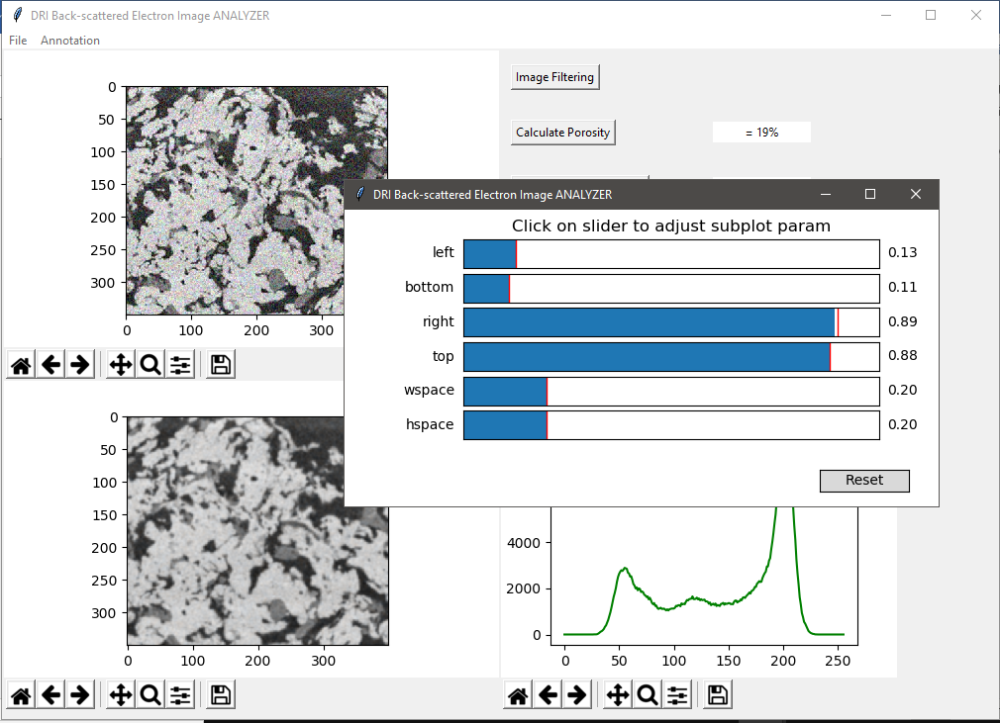 DRI Back-scattered Electron Image ANALYZER
File Annotation
Image Filtering
Calculate Porosity = 19%
0
50
100
150
200
250
300
0 100 200 300
DRI Back-scattered Electron Image ANALYZER
Click on slider to adjust subplot param
left 0.13
bottom 0.11
right 0.89
top 0.88
wspace 0.20
hspace 0.20
Reset
0
50
100
150
200
250
300
0 100 200 300
4000
2000
0
0 50 100 150 200 250